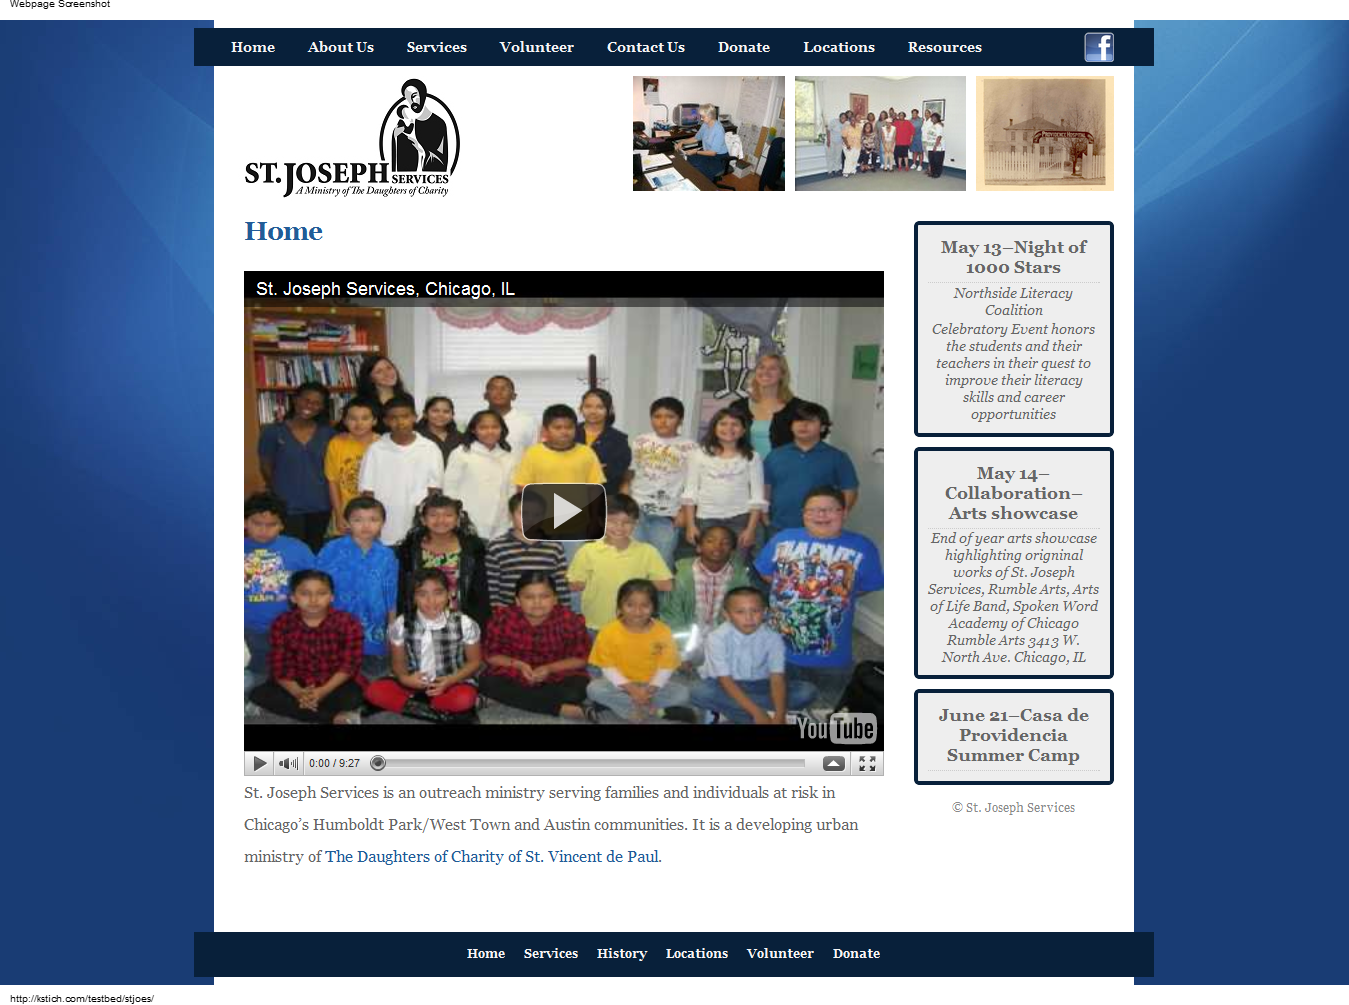 Webpage Screenshot
Home About Us Services Volunteer Contact Us Donate Locations Resources
f
ST. JOSEPH SERVICES
A Ministry of The Daughters of Charity
PROVIDENCE HOSPITAL
Home
St. Joseph Services, Chicago, IL
YouTube
0:00 / 9:27
St. Joseph Services is an outreach ministry serving families and individuals at risk in
Chicago’s Humboldt Park/West Town and Austin communities. It is a developing urban
ministry of The Daughters of Charity of St. Vincent de Paul.
May 13–Night of
1000 Stars
Northside Literacy
Coalition
Celebratory Event honors
the students and their
teachers in their quest to
improve their literacy
skills and career
opportunities
May 14–
Collaboration–
Arts showcase
End of year arts showcase
highlighting origninal
works of St. Joseph
Services, Rumble Arts, Arts
of Life Band, Spoken Word
Academy of Chicago
Rumble Arts 3413 W.
North Ave. Chicago, IL
June 21–Casa de
Providencia
Summer Camp
© St. Joseph Services
Home Services History Locations Volunteer Donate
http://kstich.com/testbed/stjoes/